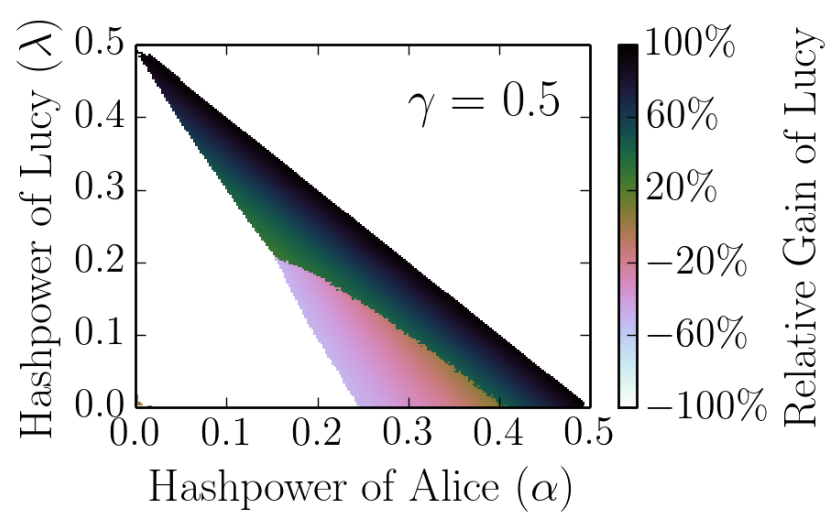 Hashpower of Lucy (λ)
0.5
0.4
0.3
0.2
0.1
0.0
γ = 0.5
0.0 0.1 0.2 0.3 0.4 0.5
Hashpower of Alice (α)
100%
60%
20%
−20%
−60%
−100%
Relative Gain of Lucy